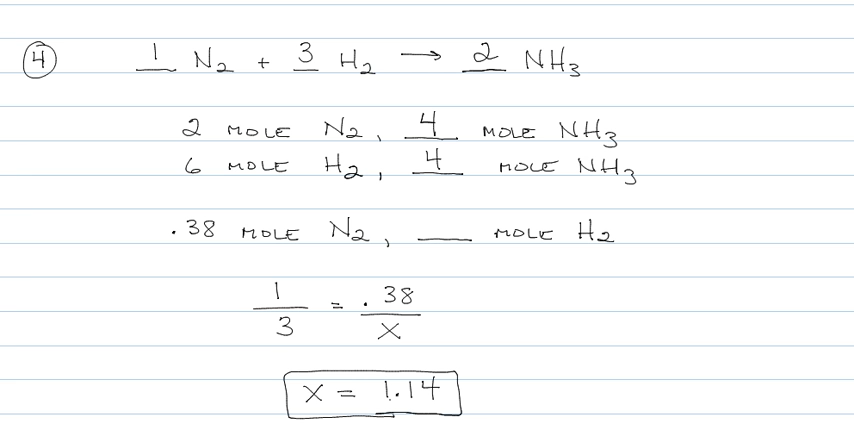 ④ 1 N₂ + 3 H₂ → 2 NH₃
2 MOLE N₂, 4 MOLE NH₃
6 MOLE H₂, 4 MOLE NH₃
.38 MOLE N₂, ___ MOLE H₂
1/3 = .38/X
X = 1.14